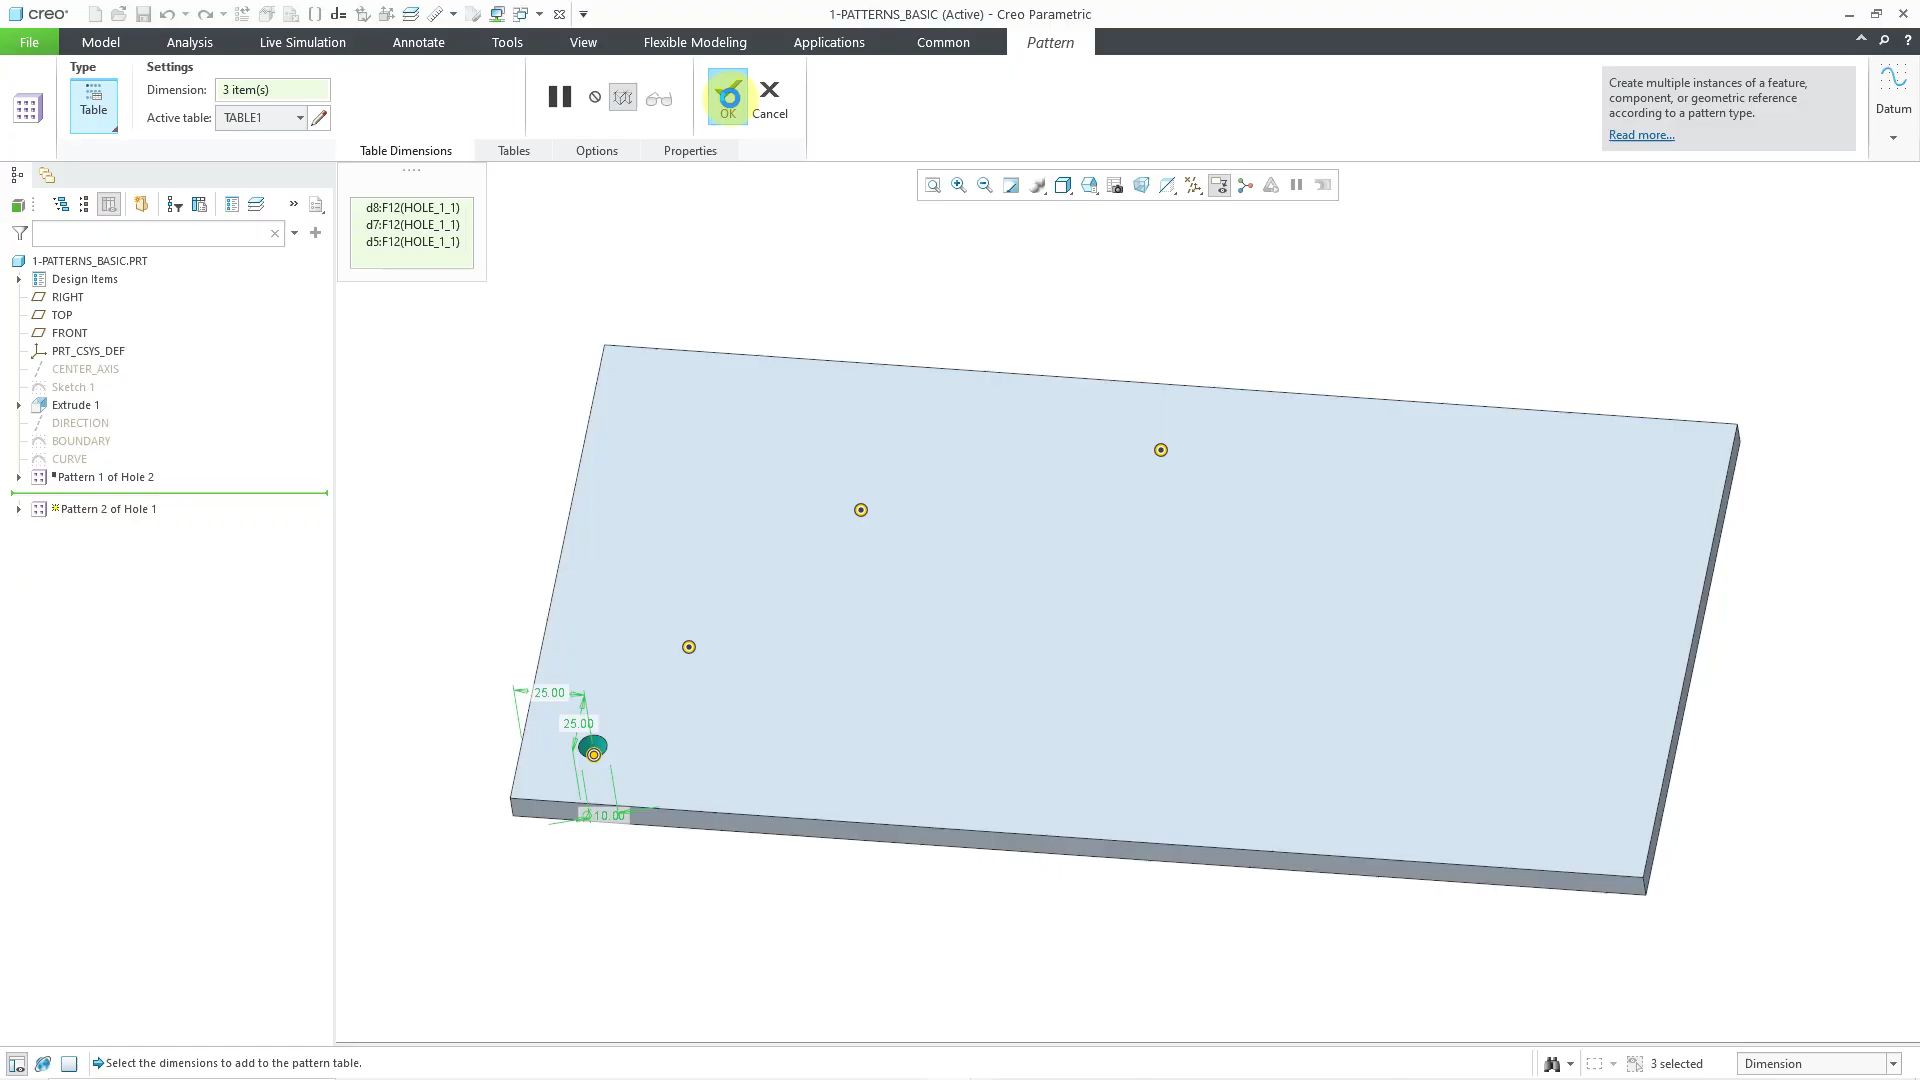 creo
1-PATTERNS_BASIC (Active) - Creo Parametric
File
Model
Analysis
Live Simulation
Annotate
Tools
View
Flexible Modeling
Applications
Common
Pattern
Type
Table
Settings
Dimension:
3 item(s)
Active table:
TABLE1
OK
Cancel
Create multiple instances of a feature,
component, or geometric reference
according to a pattern type.
Read more...
Datum
Table Dimensions
Tables
Options
Properties
d8:F12(HOLE_1_1)
d7:F12(HOLE_1_1)
d5:F12(HOLE_1_1)
1-PATTERNS_BASIC.PRT
Design Items
RIGHT
TOP
FRONT
PRT_CSYS_DEF
CENTER_AXIS
Sketch 1
Extrude 1
DIRECTION
BOUNDARY
CURVE
Pattern 1 of Hole 2
Pattern 2 of Hole 1
25.00
25.00
Ø10.00
Select the dimensions to add to the pattern table.
3 selected
Dimension